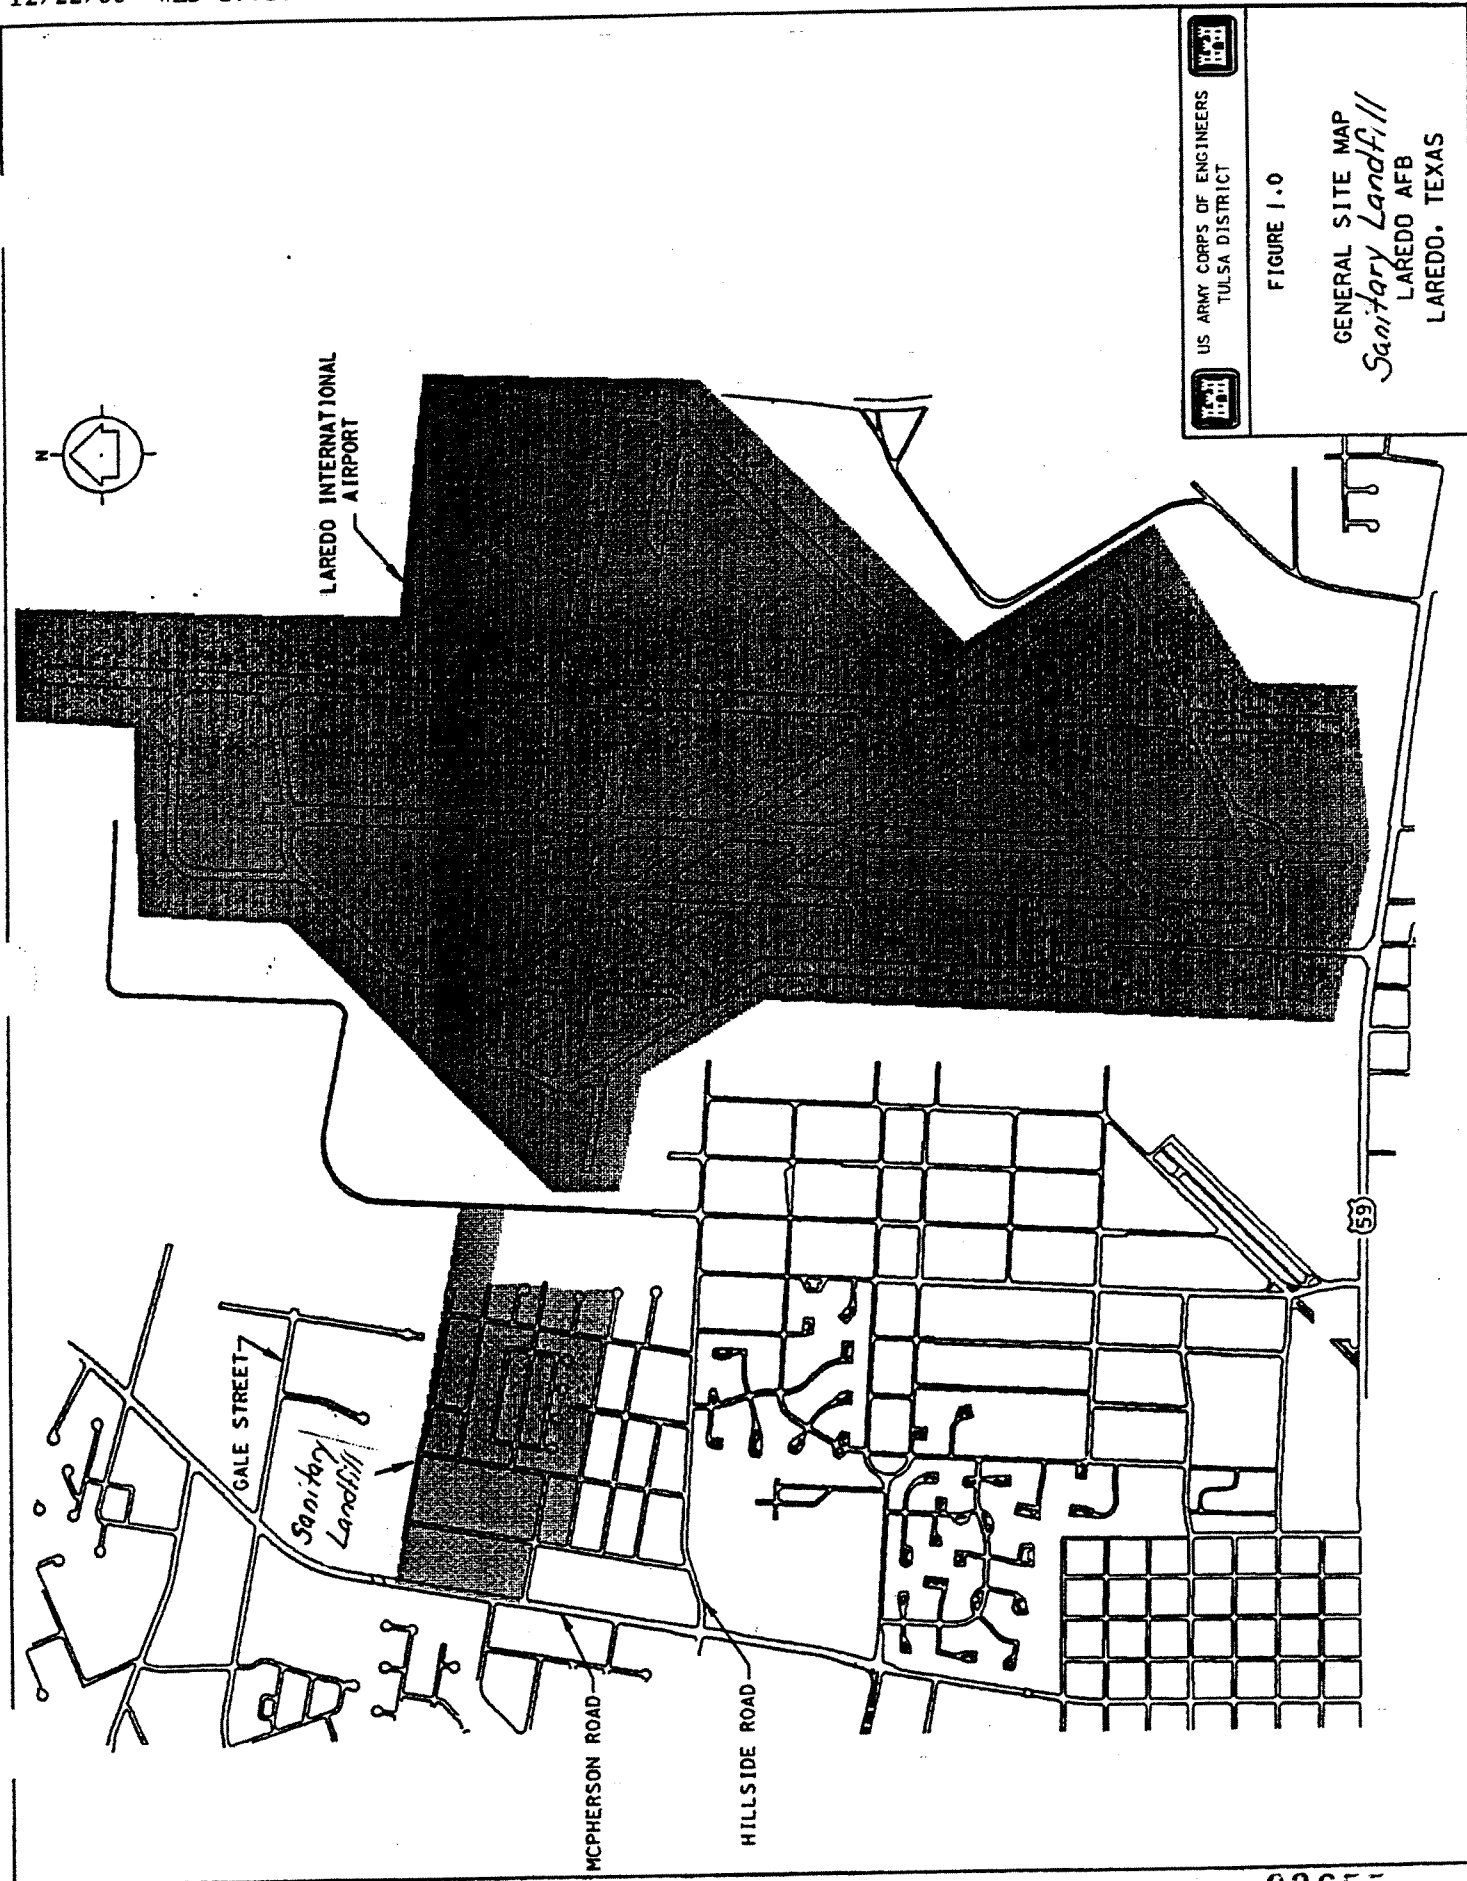 N
LAREDO INTERNATIONAL
AIRPORT
GALE STREET
Sanitary
Landfill
MCPHERSON ROAD
HILLSIDE ROAD
59
US ARMY CORPS OF ENGINEERS
TULSA DISTRICT
FIGURE 1.0
GENERAL SITE MAP
Sanitary Landfill
LAREDO AFB
LAREDO, TEXAS